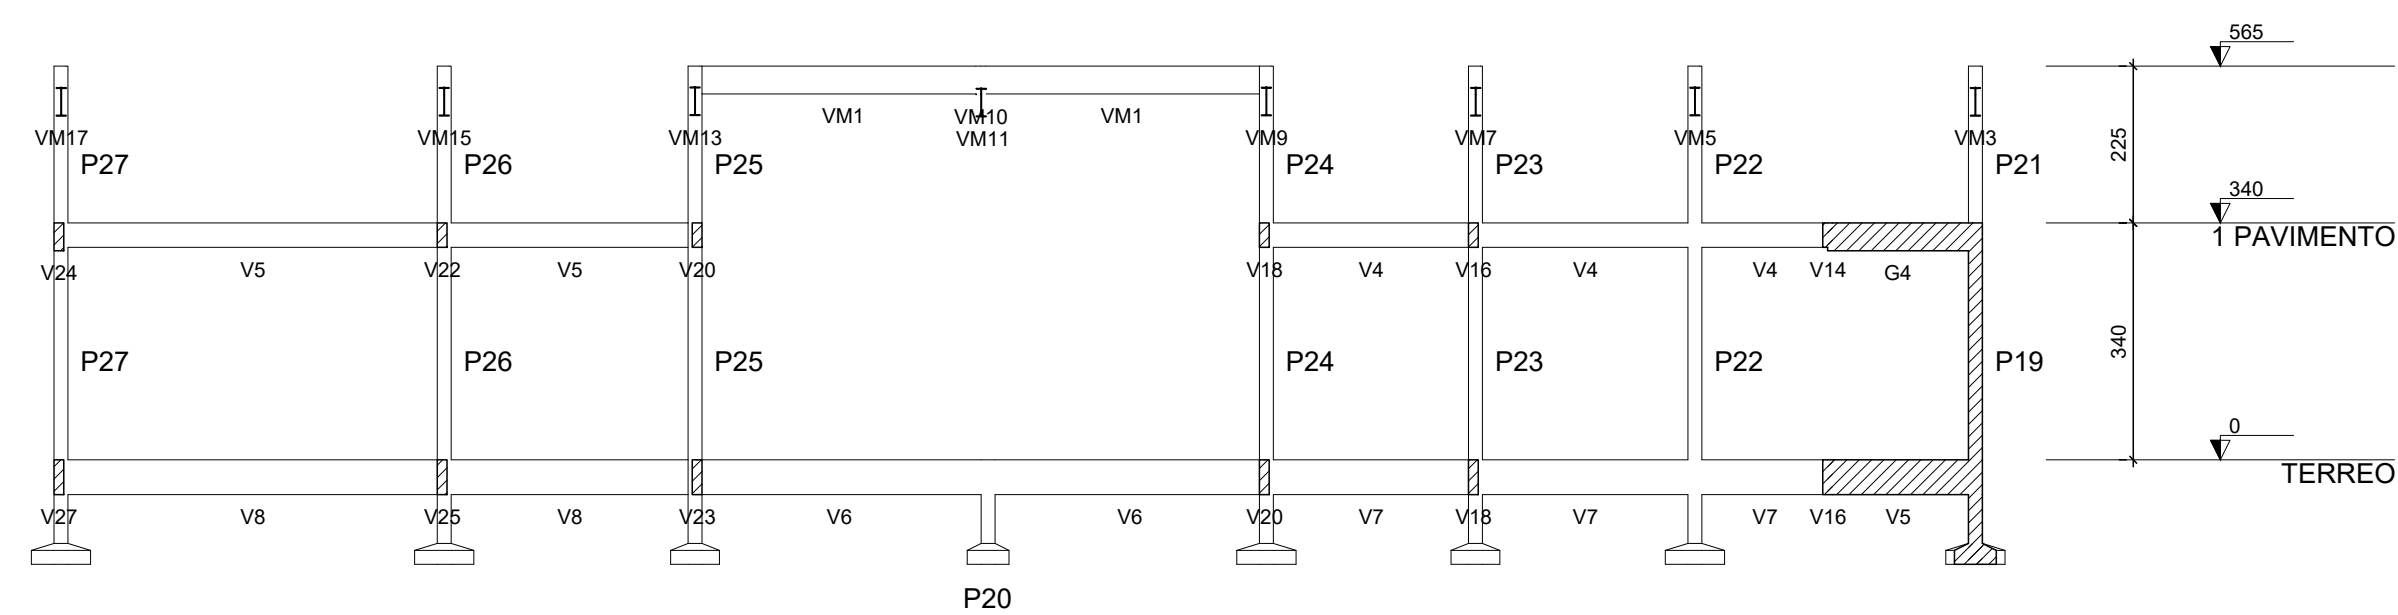 565
VM1 VM10 VM1
VM17 VM15 VM13 VM11 VM9 VM7 VM5 VM3
225
P27 P26 P25 P24 P23 P22 P21
340
1 PAVIMENTO
V24 V5 V22 V5 V20 V18 V4 V16 V4 V4 V14 G4
340
P27 P26 P25 P24 P23 P22 P19
0
TERREO
V27 V8 V25 V8 V23 V6 V6 V20 V7 V18 V7 V7 V16 V5
P20